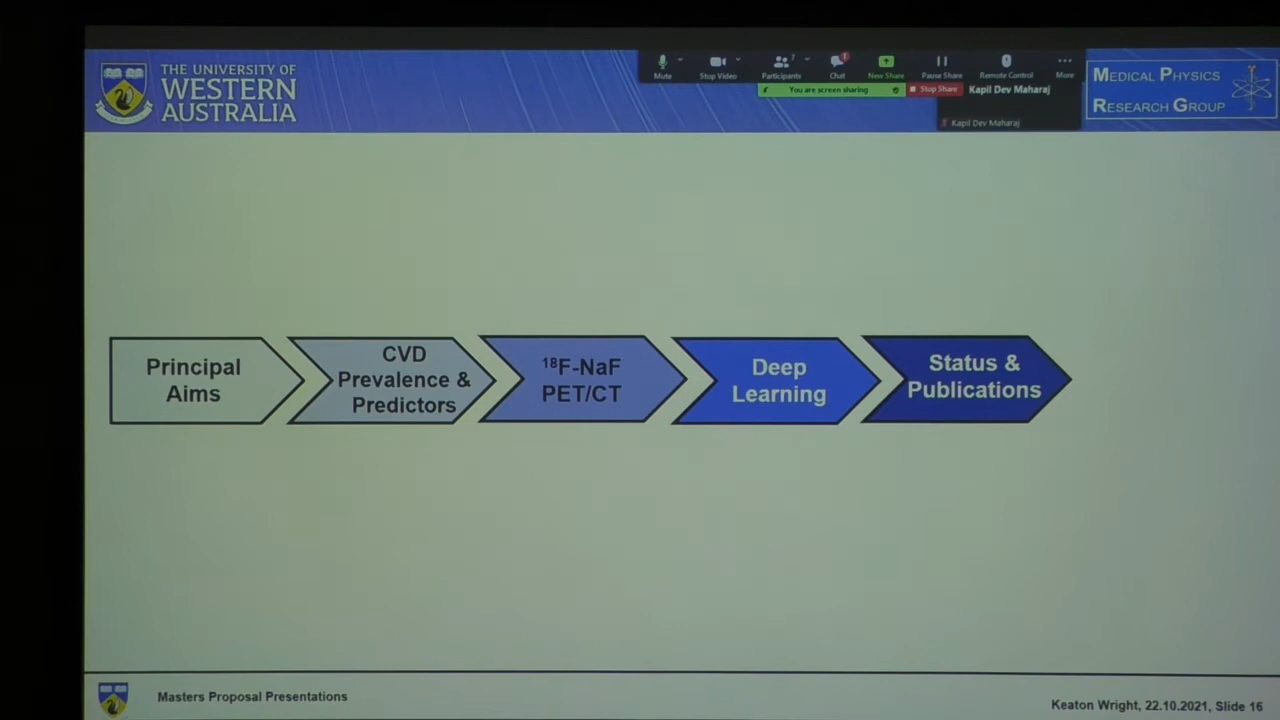 THE UNIVERSITY OF
WESTERN
AUSTRALIA
Mute
Stop Video
7
Participants
1
Chat
New Share
Pause Share
Remote Control
More
You are screen sharing
Stop Share
Kapil Dev Maharaj
Kapil Dev Maharaj
MEDICAL PHYSICS
RESEARCH GROUP
Principal
Aims
CVD
Prevalence &
Predictors
¹⁸F-NaF
PET/CT
Deep
Learning
Status &
Publications
Masters Proposal Presentations
Keaton Wright, 22.10.2021, Slide 16